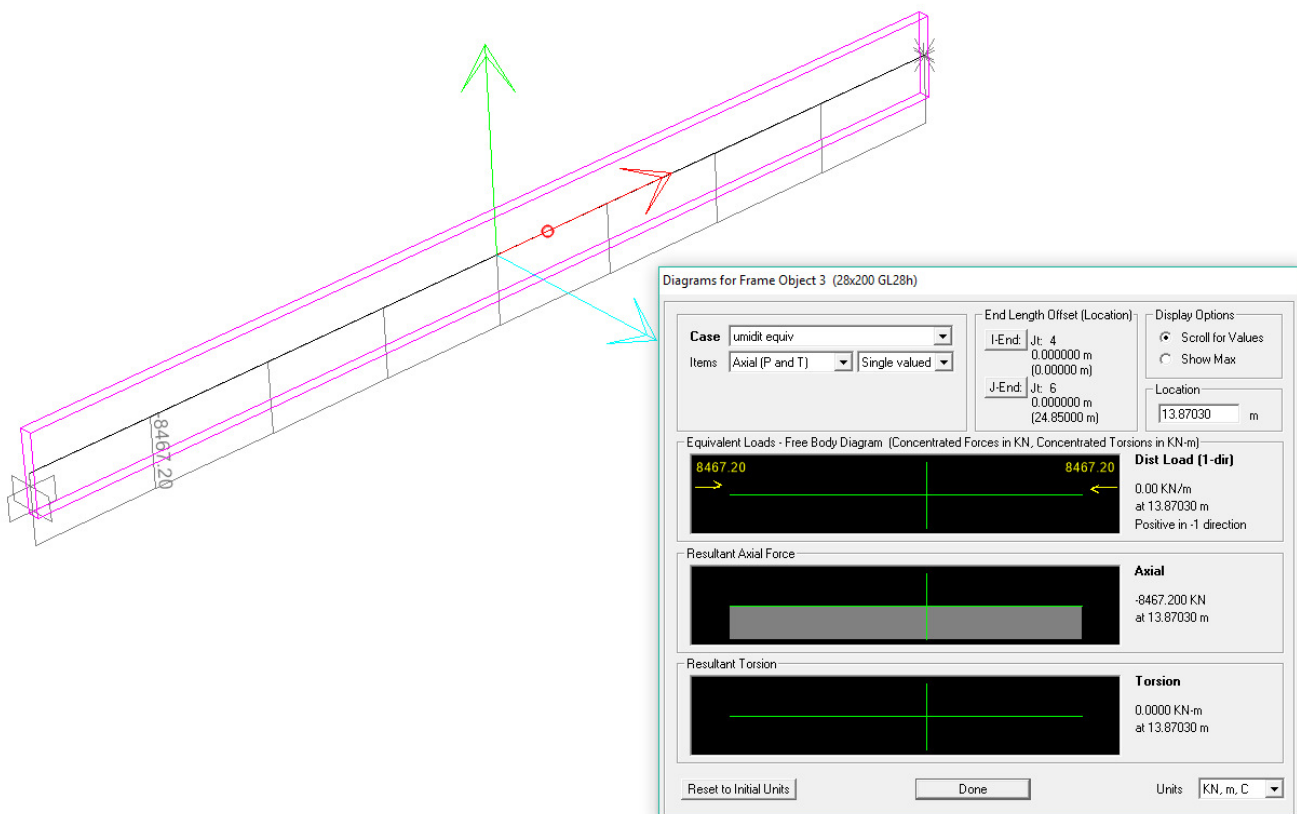 -8467.20
Diagrams for Frame Object 3 (28x200 GL28h)
Case umidit equiv
Items Axial (P and T) Single valued
End Length Offset (Location)
I-End: Jt: 4
0.000000 m
(0.00000 m)
J-End: Jt: 6
0.000000 m
(24.85000 m)
Display Options
Scroll for Values
Show Max
Location
13.87030 m
Equivalent Loads - Free Body Diagram (Concentrated Forces in KN, Concentrated Torsions in KN-m)
8467.20 8467.20
Dist Load (1-dir)
0.00 KN/m
at 13.87030 m
Positive in -1 direction
Resultant Axial Force
Axial
-8467.200 KN
at 13.87030 m
Resultant Torsion
Torsion
0.0000 KN-m
at 13.87030 m
Reset to Initial Units Done Units KN, m, C